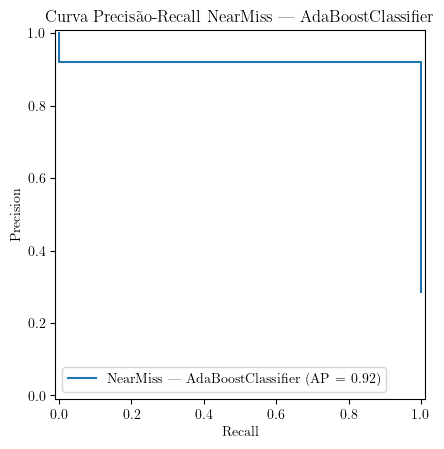 Curva Precisão-Recall NearMiss — AdaBoostClassifier
1.0
0.8
0.6
0.4
0.2
0.0
Precision
NearMiss — AdaBoostClassifier (AP = 0.92)
0.0 0.2 0.4 0.6 0.8 1.0
Recall